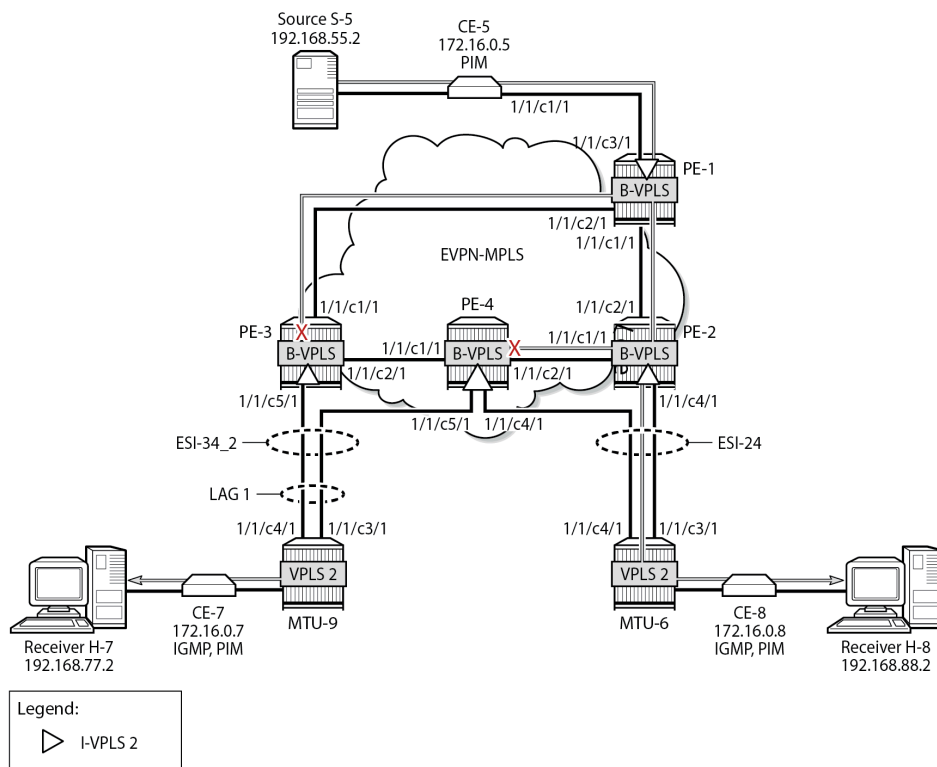 Source S-5
192.168.55.2
CE-5
172.16.0.5
PIM
1/1/c1/1
1/1/c3/1
PE-1
B-VPLS
1/1/c2/1
1/1/c1/1
EVPN-MPLS
1/1/c1/1
PE-4
1/1/c2/1
PE-3
X
1/1/c1/1
PE-2
B-VPLS
1/1/c1/1
B-VPLS
X
B-VPLS
1/1/c2/1
1/1/c2/1
1/1/c5/1
1/1/c4/1
1/1/c5/1
1/1/c4/1
ESI-34_2
ESI-24
LAG 1
1/1/c4/1
1/1/c3/1
1/1/c4/1
1/1/c3/1
VPLS 2
VPLS 2
CE-7
172.16.0.7
IGMP, PIM
MTU-9
MTU-6
CE-8
172.16.0.8
IGMP, PIM
Receiver H-7
192.168.77.2
Receiver H-8
192.168.88.2
Legend:
I-VPLS 2